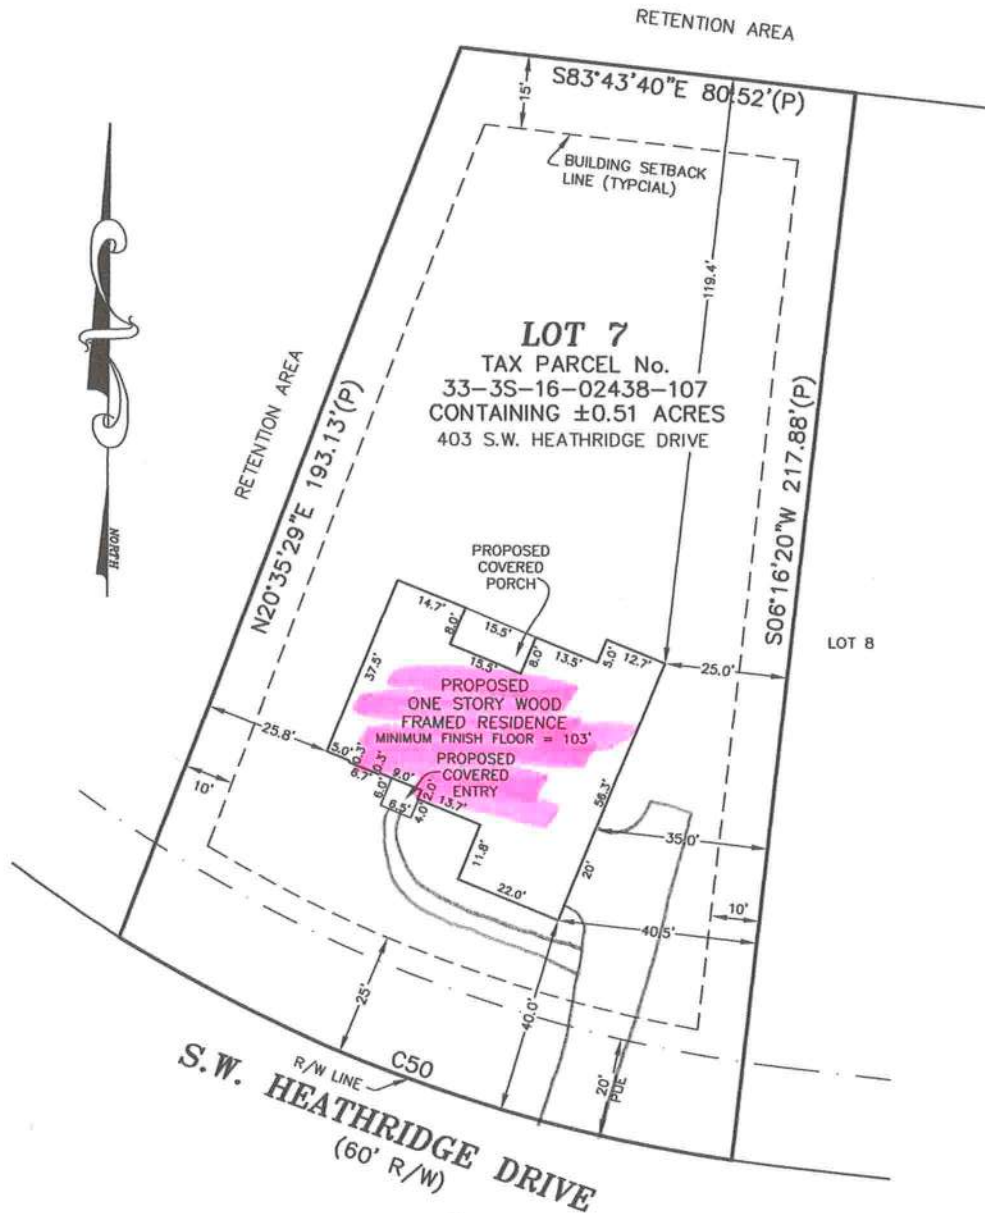 RETENTION AREA
S83°43'40"E 80.52'(P)
15'
BUILDING SETBACK
LINE (TYPCIAL)
119.4'
LOT 7
TAX PARCEL No.
33-3S-16-02438-107
CONTAINING ±0.51 ACRES
403 S.W. HEATHRIDGE DRIVE
RETENTION AREA
N20°35'29"E 193.13'(P)
S06°16'20"W 217.88'(P)
NORTH
LOT 8
PROPOSED
COVERED
PORCH
14.7'
8.0'
15.5'
15.5'
8.0'
13.5'
5.0'
12.7'
25.0'
37.5'
PROPOSED
ONE STORY WOOD
FRAMED RESIDENCE
MINIMUM FINISH FLOOR = 103'
PROPOSED
COVERED
ENTRY
25.8'
10'
5.0'
0.3'
6.7'
0.3'
9.0'
6.0'
6.5'
4.0'
2.0'
13.7'
11.8'
22.0'
56.3'
20'
35.0'
10'
40.5'
25'
40.0'
20'
PUE
C50
R/W LINE
S.W. HEATHRIDGE DRIVE
(60' R/W)